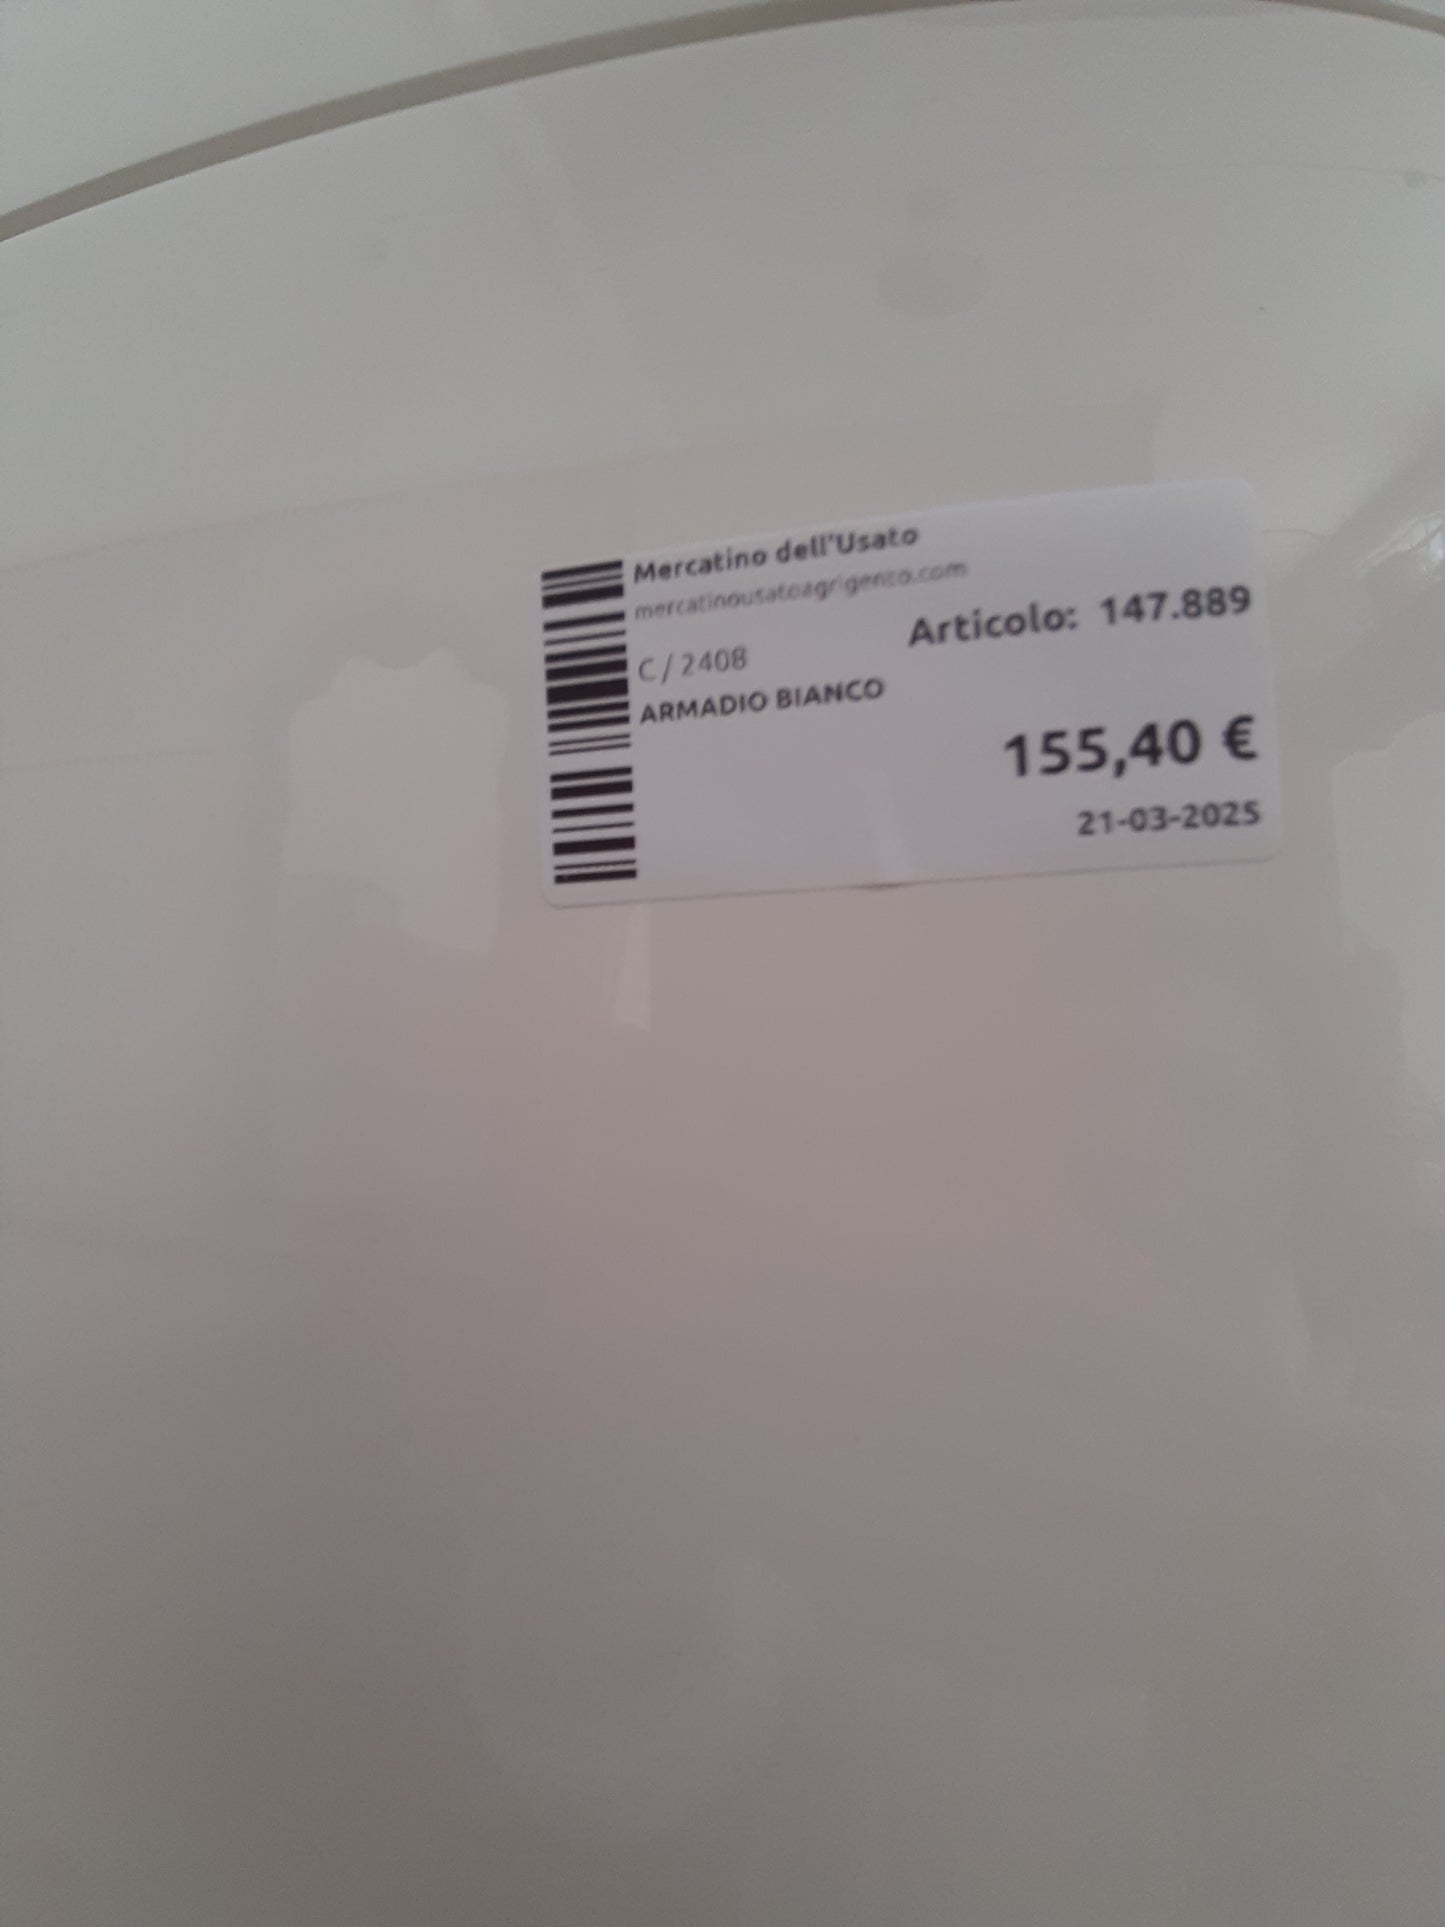 Mercatino dell'Usato
mercatinousatoagrigento.com
Articolo: 147.889
C / 2408
ARMADIO BIANCO
155,40 €
21-03-2025